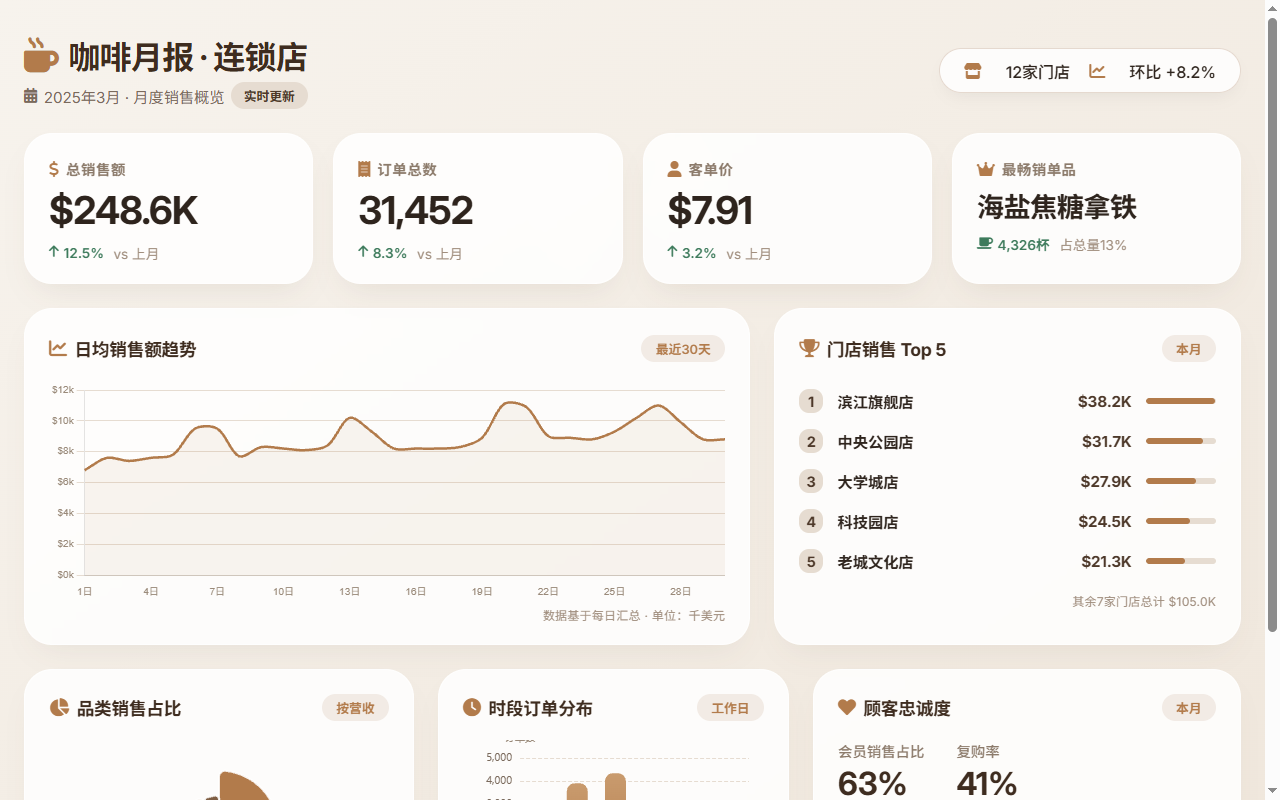 咖啡月报 · 连锁店
2025年3月 · 月度销售概览 实时更新
12家门店 环比 +8.2%
总销售额
$248.6K
12.5% vs 上月
订单总数
31,452
8.3% vs 上月
客单价
$7.91
3.2% vs 上月
最畅销单品
海盐焦糖拿铁
4,326杯 占总量13%
日均销售额趋势 最近30天
$12k
$10k
$8k
$6k
$4k
$2k
$0k
1日 4日 7日 10日 13日 16日 19日 22日 25日 28日
数据基于每日汇总 · 单位：千美元
门店销售 Top 5 本月
1 滨江旗舰店 $38.2K
2 中央公园店 $31.7K
3 大学城店 $27.9K
4 科技园店 $24.5K
5 老城文化店 $21.3K
其余7家门店总计 $105.0K
品类销售占比 按营收
时段订单分布 工作日
5,000
4,000
顾客忠诚度 本月
会员销售占比 复购率
63% 41%